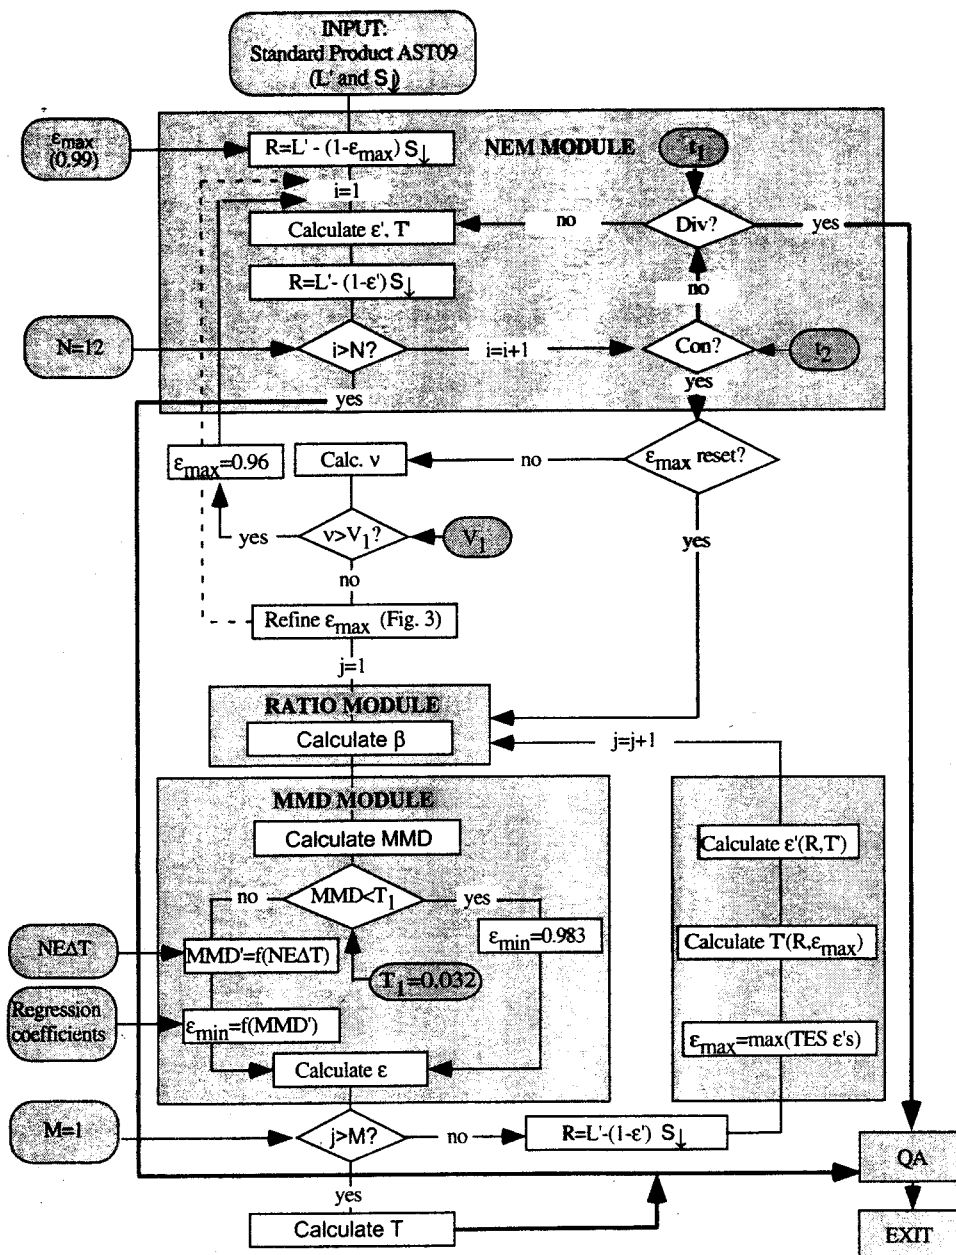 INPUT:
Standard Product AST09
(L' and S↓)
εmax
(0.99)
R=L' - (1-εmax) S↓
NEM MODULE
t1
i=1
Calculate ε', T'
no
Div?
yes
R=L'- (1-ε') S↓
no
N=12
i>N?
i=i+1
Con?
t2
yes
yes
εmax=0.96
Calc. ν
no
εmax reset?
yes
ν>V1?
V1
yes
no
Refine εmax (Fig. 3)
j=1
RATIO MODULE
Calculate β
j=j+1
MMD MODULE
Calculate MMD
Calculate ε'(R,T')
no
MMD<T1
yes
εmin=0.983
NEΔT
MMD'=f(NEΔT)
Calculate T'(R,εmax)
T1=0.032
Regression
coefficients
εmin=f(MMD')
εmax=max(TES ε's)
Calculate ε
M=1
j>M?
no
R=L'-(1-ε') S↓
QA
yes
Calculate T
EXIT